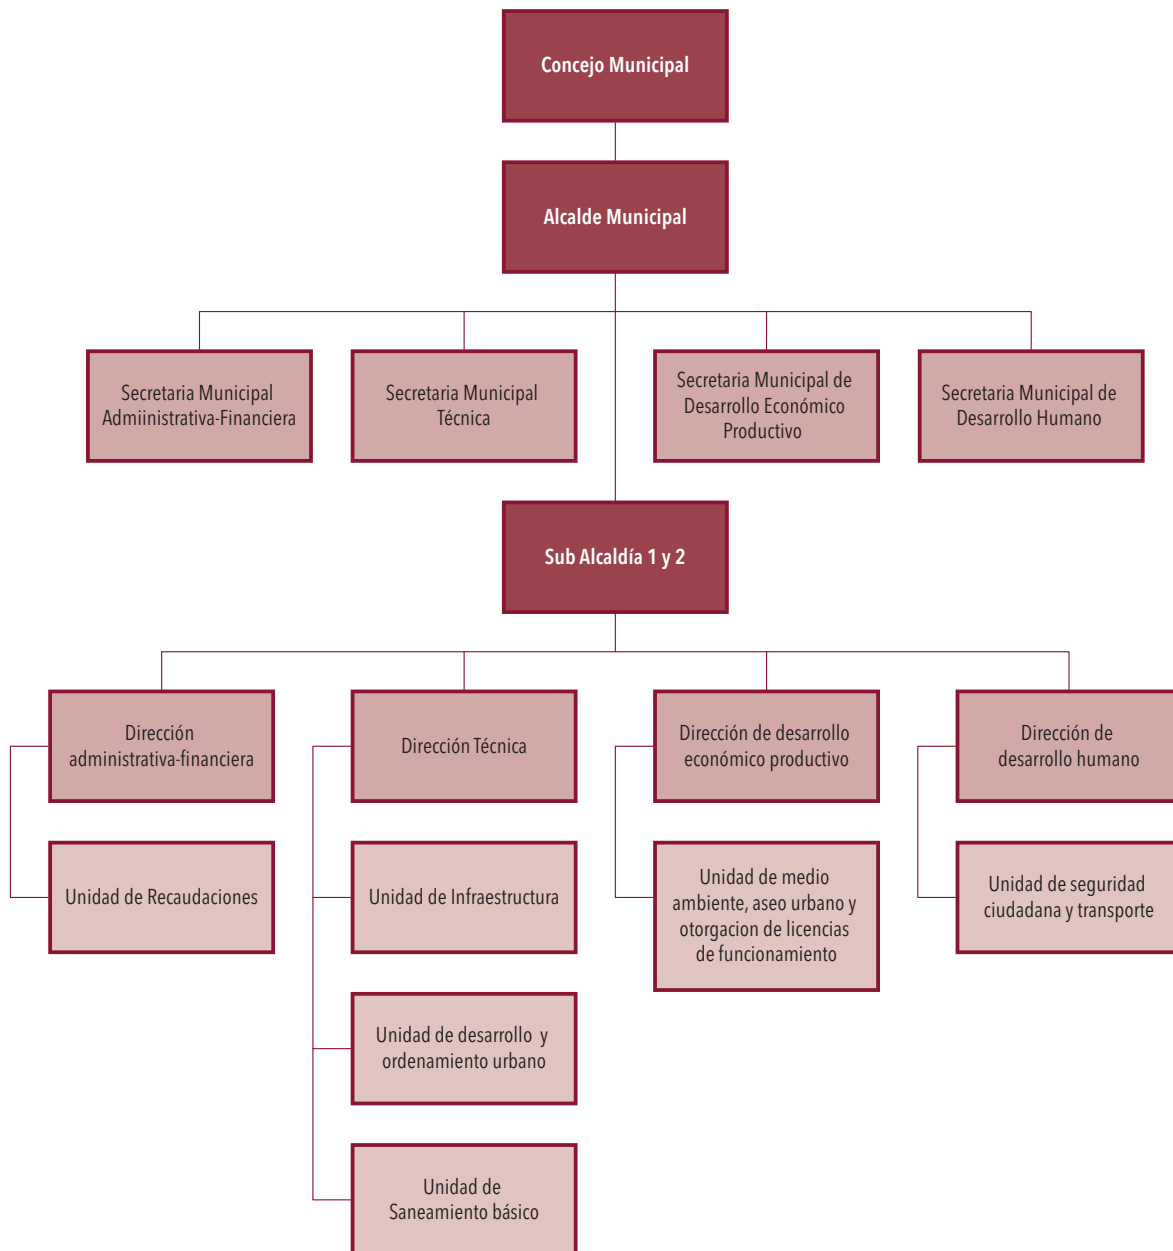 Concejo Municipal
Alcalde Municipal
Secretaria Municipal
Admiinistrativa-Financiera
Secretaria Municipal
Técnica
Secretaria Municipal de
Desarrollo Económico
Productivo
Secretaria Municipal de
Desarrollo Humano
Sub Alcaldía 1 y 2
Dirección
administrativa-financiera
Dirección Técnica
Dirección de desarrollo
económico productivo
Dirección de
desarrollo humano
Unidad de Recaudaciones
Unidad de Infraestructura
Unidad de medio
ambiente, aseo urbano y
otorgacion de licencias
de funcionamiento
Unidad de seguridad
ciudadana y transporte
Unidad de desarrollo y
ordenamiento urbano
Unidad de
Saneamiento básico